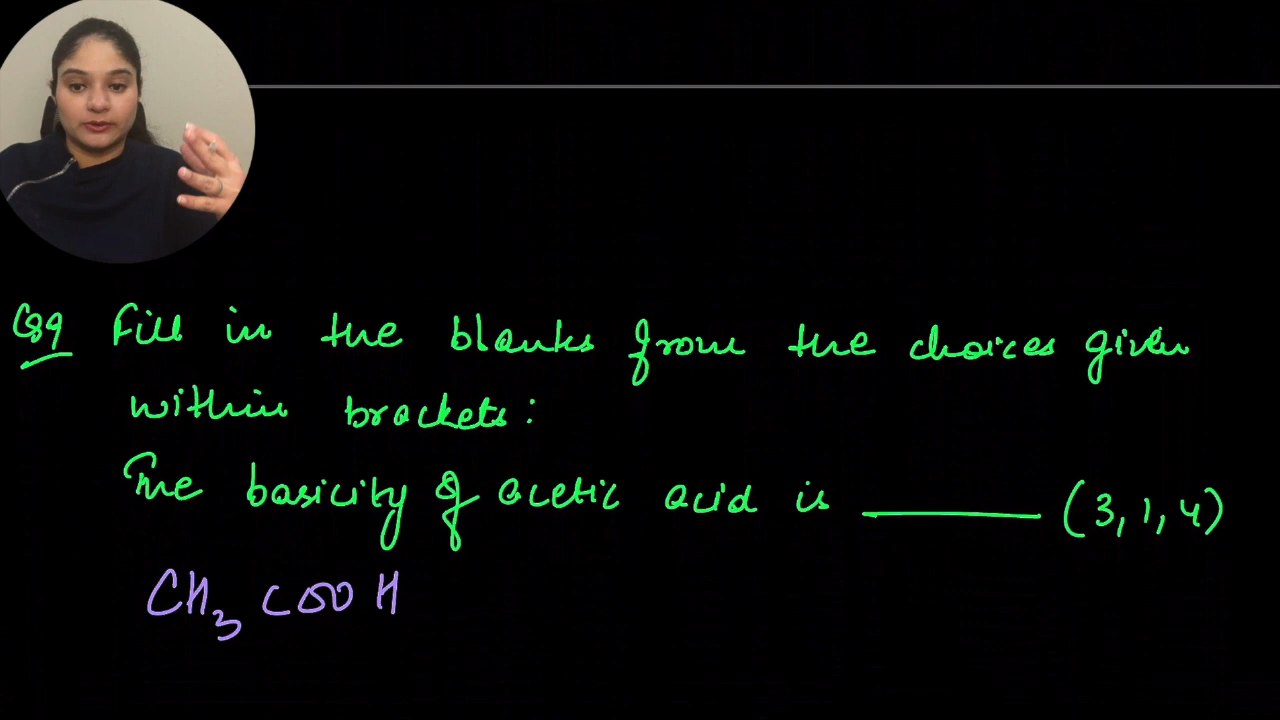 Q39 Fill in the blanks from the choices given
within brackets:
The basicity of acetic acid is ______ (3, 1, 4)
CH₃COOH